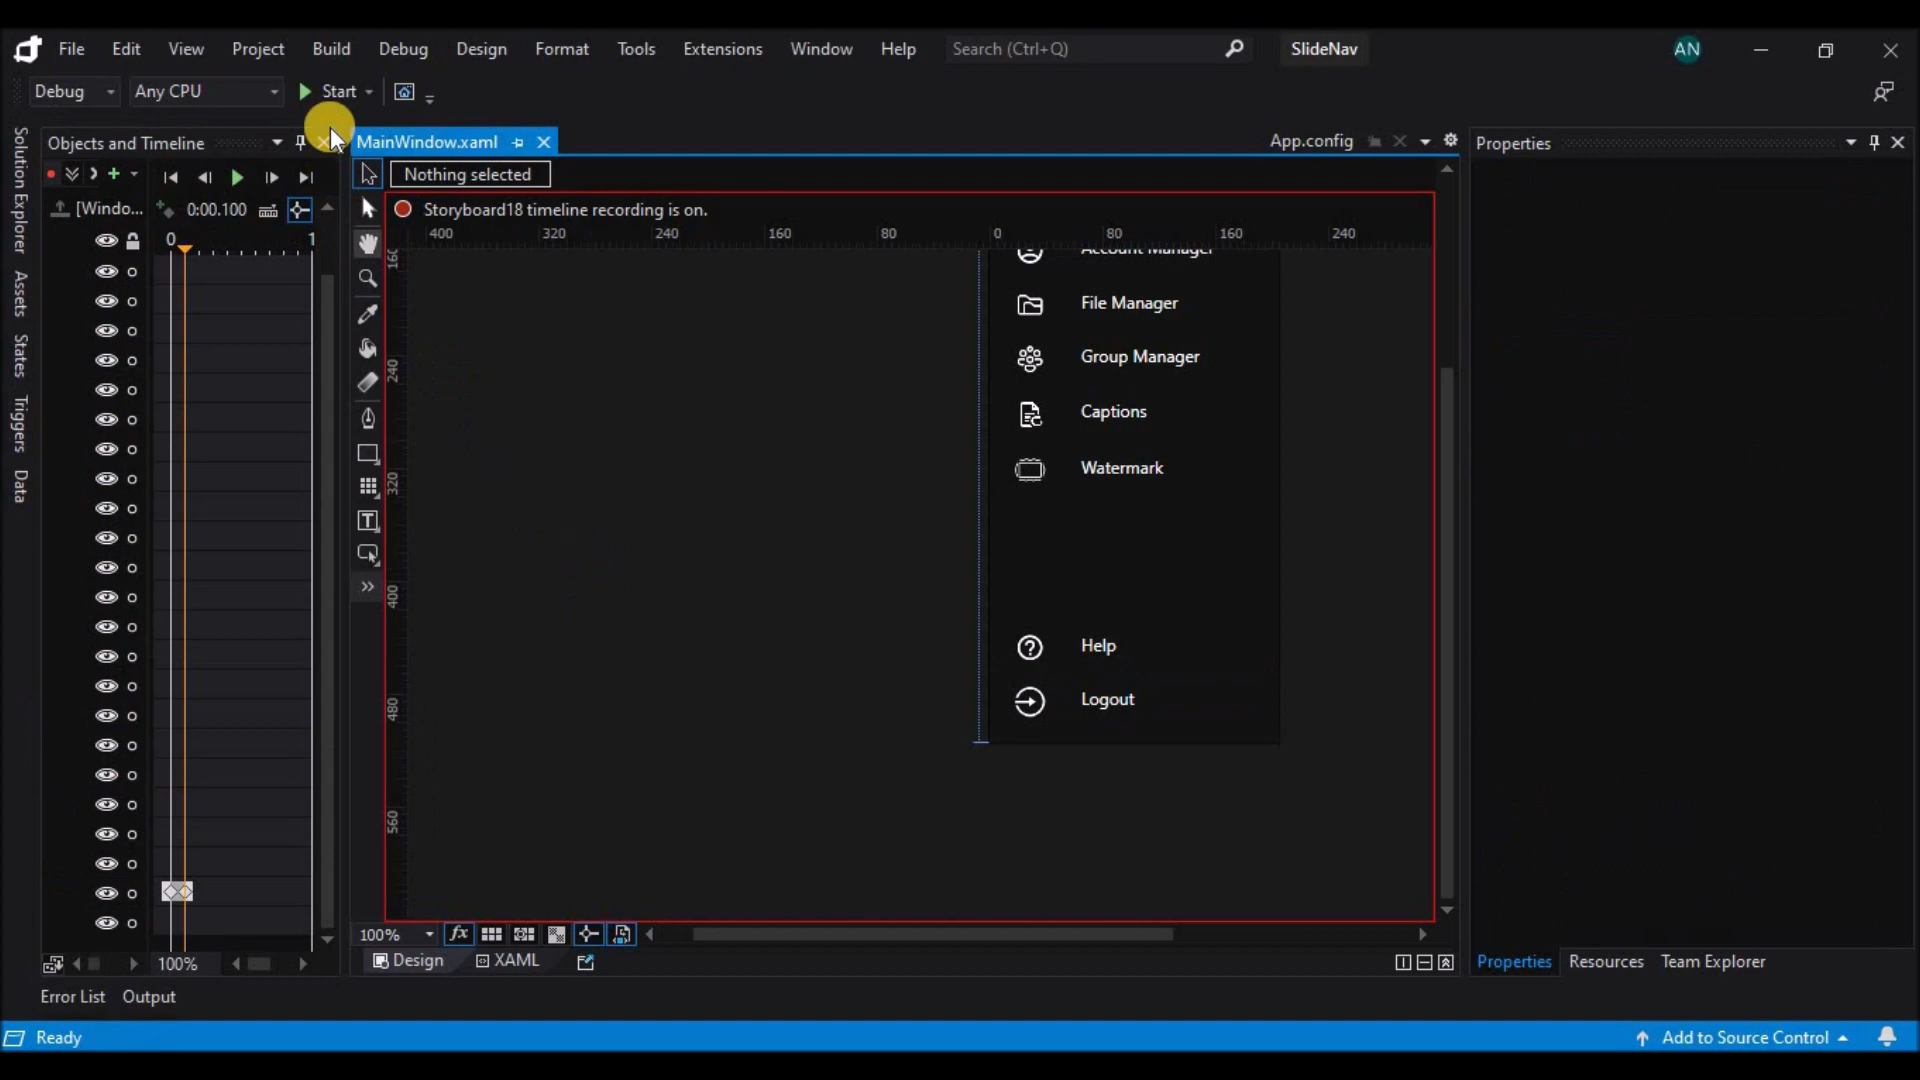 File Edit View Project Build Debug Design Format Tools Extensions Window Help Search (Ctrl+Q) SlideNav AN
Debug Any CPU Start
Objects and Timeline MainWindow.xaml App.config Properties
Nothing selected
[Windo... 0:00.100 Storyboard18 timeline recording is on.
400 320 240 160 80 0 80 160 240
0 1
160
Account Manager
File Manager
Group Manager
240
Captions
Watermark
320
400
Help
Logout
480
560
Solution Explorer
Assets
States
Triggers
Data
100%
100% Design XAML Properties Resources Team Explorer
Error List Output
Ready Add to Source Control